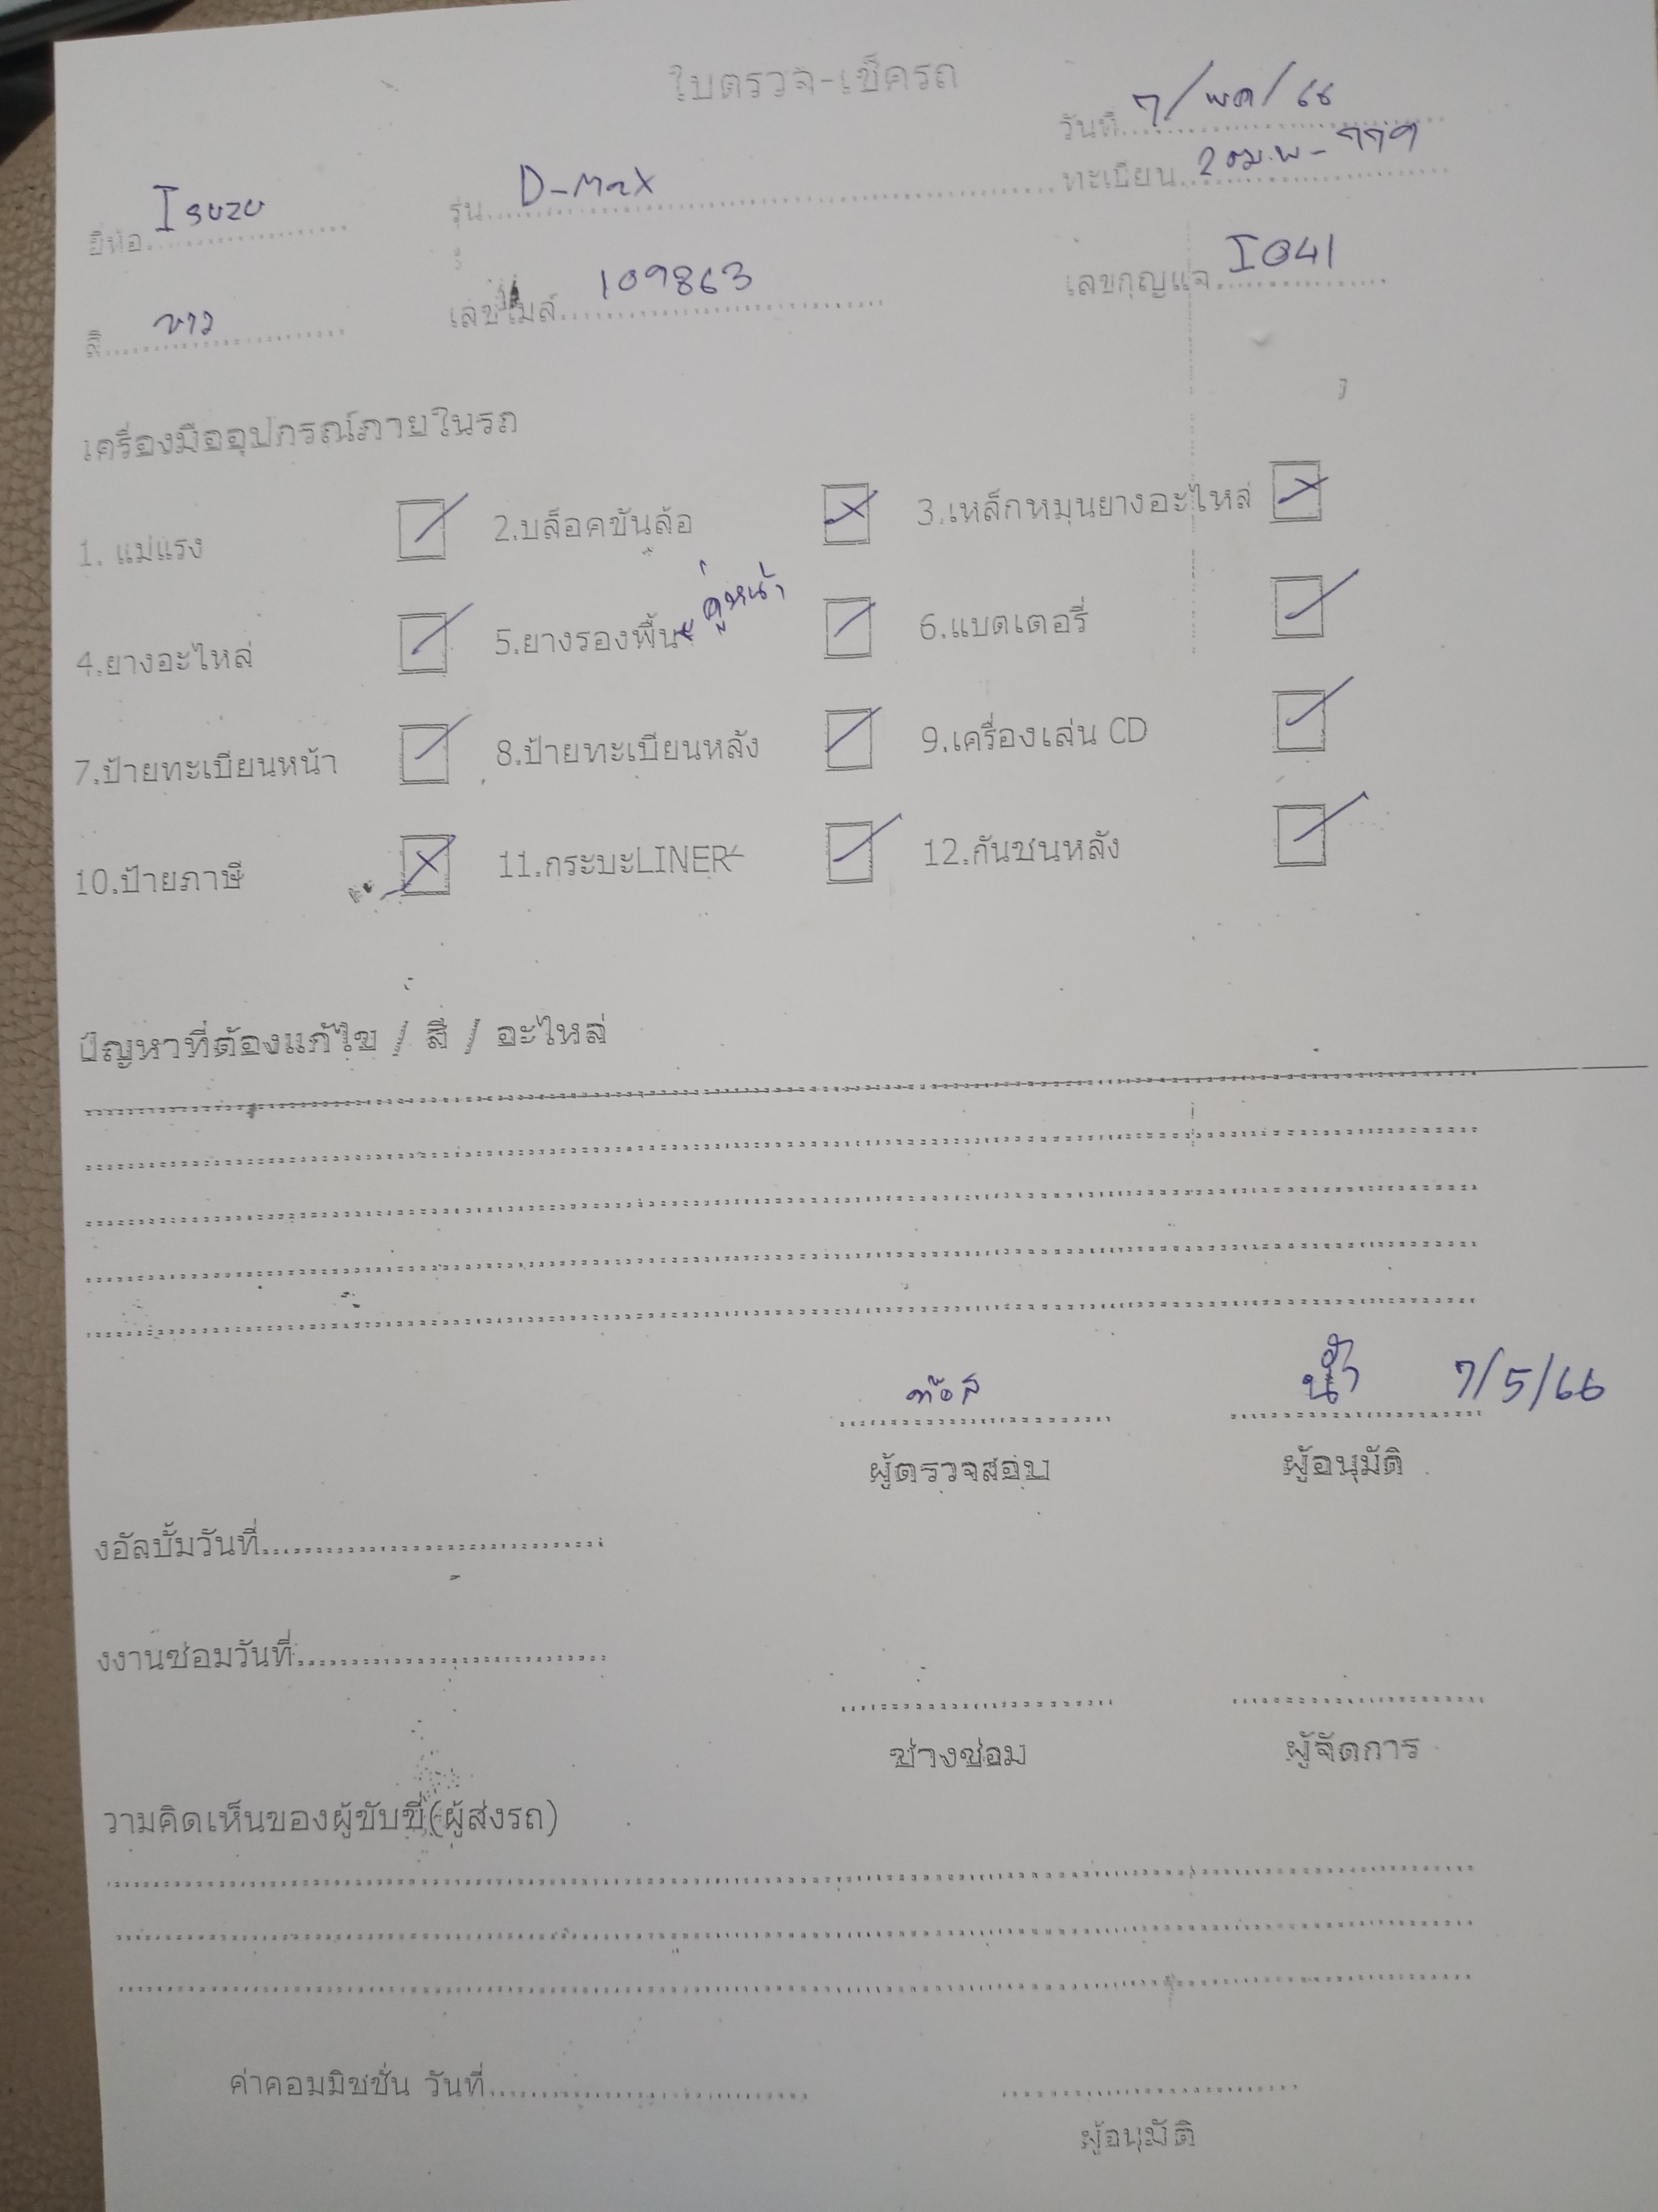 ใบตรวจ-เช็ครถ
วันที่ 7/พค/66
ยี่ห้อ Isuzu รุ่น D-Max ทะเบียน
สี ขาว เลขไมล์ 109863 เลขกุญแจ I041
เครื่องมืออุปกรณ์ภายในรถ
1. แม่แรง 2.บล็อคขันล้อ 3.เหล็กหมุนยางอะไหล่
4.ยางอะไหล่ 5.ยางรองพื้น คู่หน้า 6.แบตเตอรี่
7.ป้ายทะเบียนหน้า 8.ป้ายทะเบียนหลัง 9.เครื่องเล่น CD
10.ป้ายภาษี 11.กระบะLINER 12.กันชนหลัง
ปัญหาที่ต้องแก้ไข / สี / อะไหล่
7/5/66
ผู้ตรวจสอบ ผู้อนุมัติ
งอัลบั้มวันที่
งงานซ่อมวันที่
ช่างซ่อม ผู้จัดการ
วามคิดเห็นของผู้ขับขี่(ผู้ส่งรถ)
ค่าคอมมิชชั่น วันที่
ผู้อนุมัติ